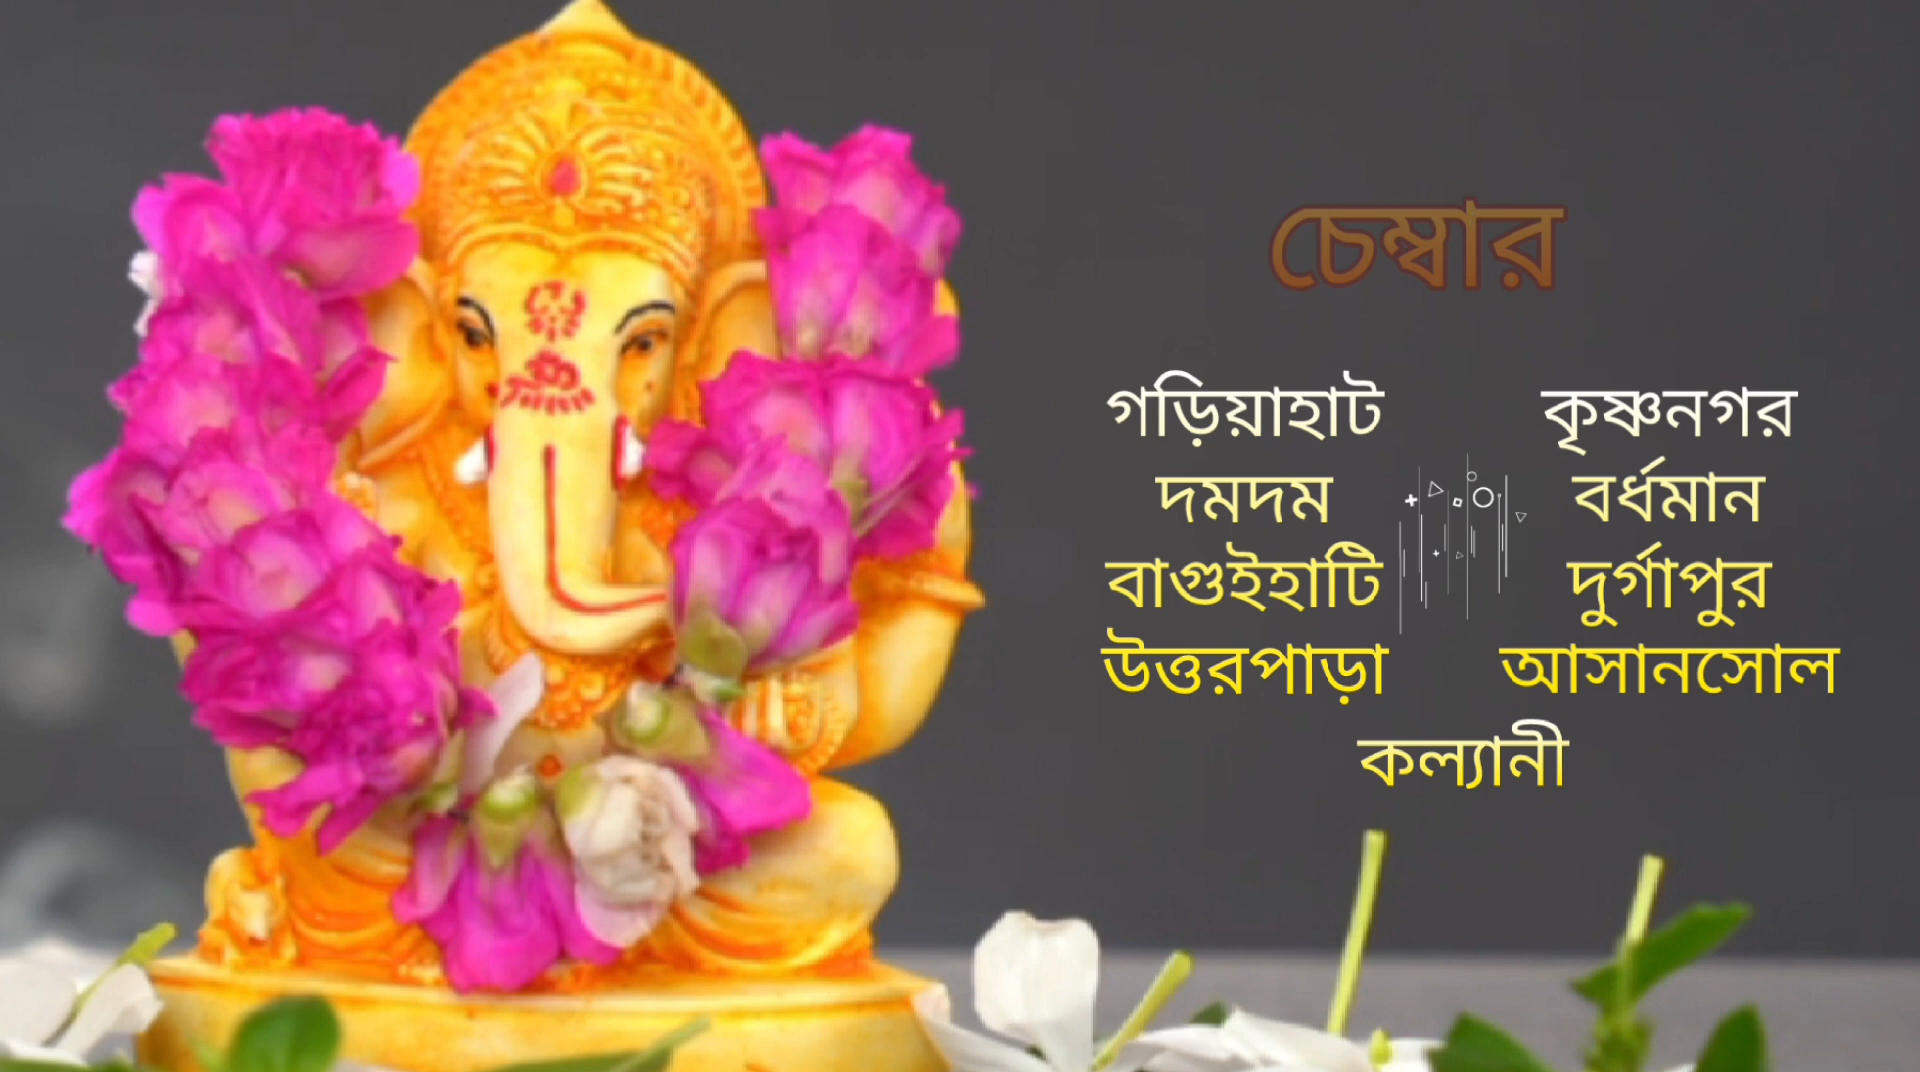 চেম্বার
গড়িয়াহাট
দমদম
বাগুইহাটি
উত্তরপাড়া
কৃষ্ণনগর
বর্ধমান
দুর্গাপুর
আসানসোল
কল্যানী